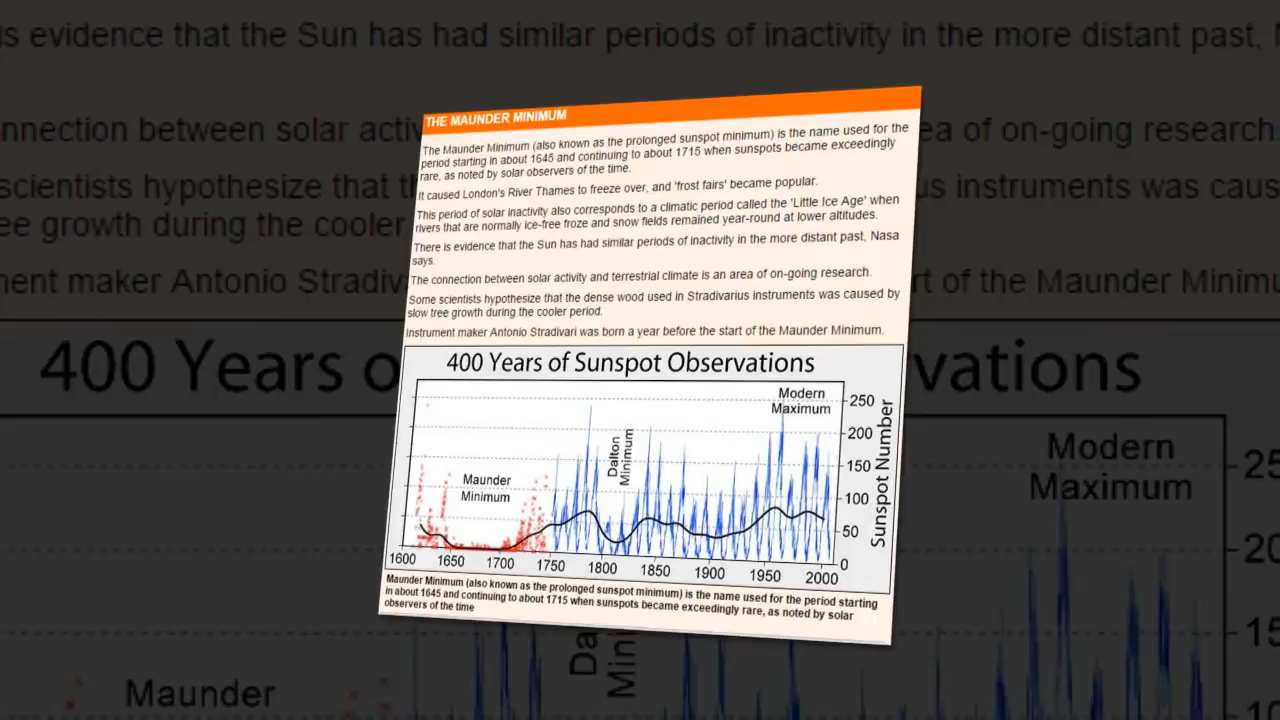 s evidence that the Sun has had similar periods of inactivity in the more distant past,
nnection between solar activ
ea of on-going research.
scientists hypothesize that t
us instruments was caus
ee growth during the cooler
ent maker Antonio Stradiv
rt of the Maunder Minimu
400 Years o
vations
THE MAUNDER MINIMUM
The Maunder Minimum (also known as the prolonged sunspot minimum) is the name used for the
period starting in about 1645 and continuing to about 1715 when sunspots became exceedingly
rare, as noted by solar observers of the time.
It caused London's River Thames to freeze over, and 'frost fairs' became popular.
This period of solar inactivity also corresponds to a climatic period called the 'Little Ice Age' when
rivers that are normally ice-free froze and snow fields remained year-round at lower altitudes.
There is evidence that the Sun has had similar periods of inactivity in the more distant past, Nasa
says.
The connection between solar activity and terrestrial climate is an area of on-going research.
Some scientists hypothesize that the dense wood used in Stradivarius instruments was caused by
slow tree growth during the cooler period.
Instrument maker Antonio Stradivari was born a year before the start of the Maunder Minimum.
400 Years of Sunspot Observations
Modern
Maximum
Dalton
Minimum
Maunder
Minimum
250
200
150
100
50
0
Sunspot Number
1600 1650 1700 1750 1800 1850 1900 1950 2000
Maunder Minimum (also known as the prolonged sunspot minimum) is the name used for the period starting
in about 1645 and continuing to about 1715 when sunspots became exceedingly rare, as noted by solar
observers of the time
Modern
Maximum
25
20
15
10
Da
Mini
Maunder